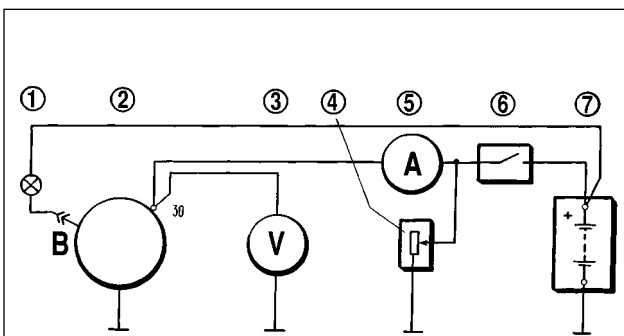 ① ② ③ ④ ⑤ ⑥ ⑦
A
30
B V +